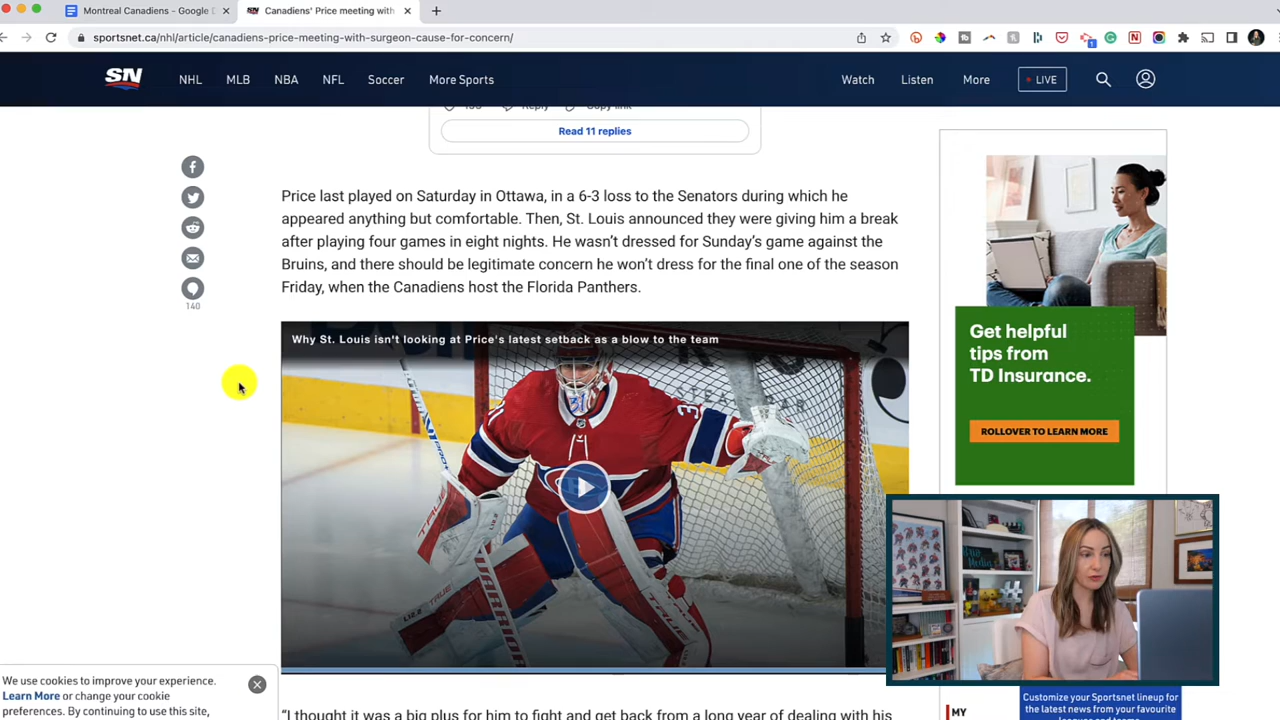 Montreal Canadiens – Google
Canadiens' Price meeting with
sportsnet.ca/nhl/article/canadiens-price-meeting-with-surgeon-cause-for-concern/
SN
NHL
MLB
NBA
NFL
Soccer
More Sports
Watch
Listen
More
LIVE
Reply
Copy link
Read 11 replies
140
Price last played on Saturday in Ottawa, in a 6-3 loss to the Senators during which he
appeared anything but comfortable. Then, St. Louis announced they were giving him a break
after playing four games in eight nights. He wasn't dressed for Sunday's game against the
Bruins, and there should be legitimate concern he won't dress for the final one of the season
Friday, when the Canadiens host the Florida Panthers.
Why St. Louis isn't looking at Price's latest setback as a blow to the team
Get helpful
tips from
TD Insurance.
ROLLOVER TO LEARN MORE
We use cookies to improve your experience.
Learn More or change your cookie
preferences. By continuing to use this site,
"I thought it was a big plus for him to fight and get back from a long year of dealing with his
MY
Customize your Sportsnet lineup for
the latest news from your favourite
leagues and teams.